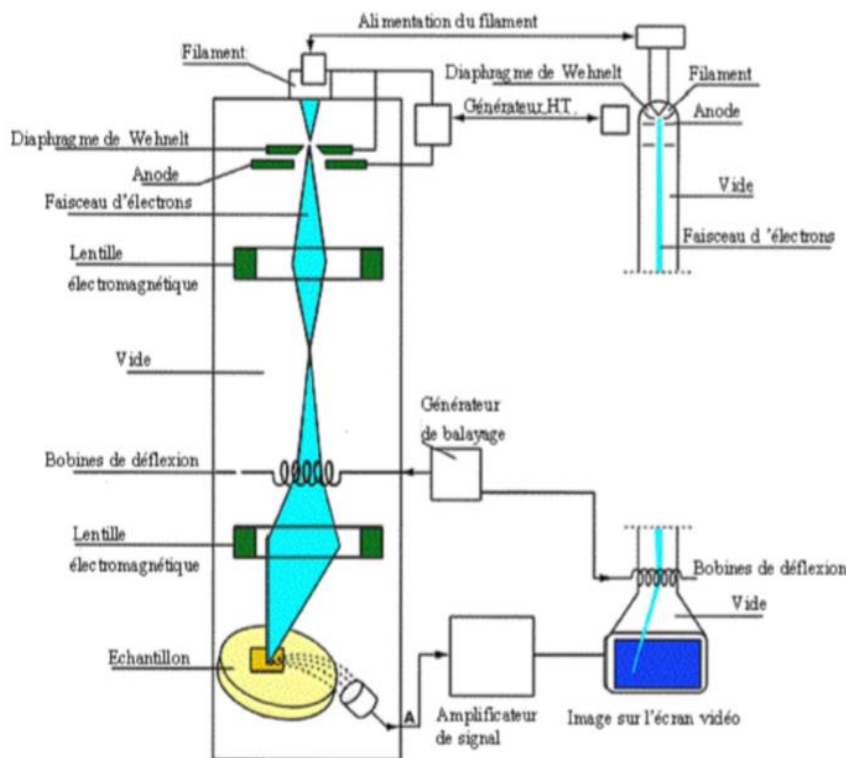 Alimentation du filament
Filament
Diaphragme de Wehnelt
Filament
Générateur HT
Anode
Diaphragme de Wehnelt
Anode
Vide
Faisceau d'électrons
Faisceau d 'électrons
Lentille
électromagnétique
Vide
Générateur
de balayage
Bobines de déflexion
Lentille
électromagnétique
Bobines de déflexion
Vide
Echantillon
A
Amplificateur
de signal
Image sur l'écran vidéo